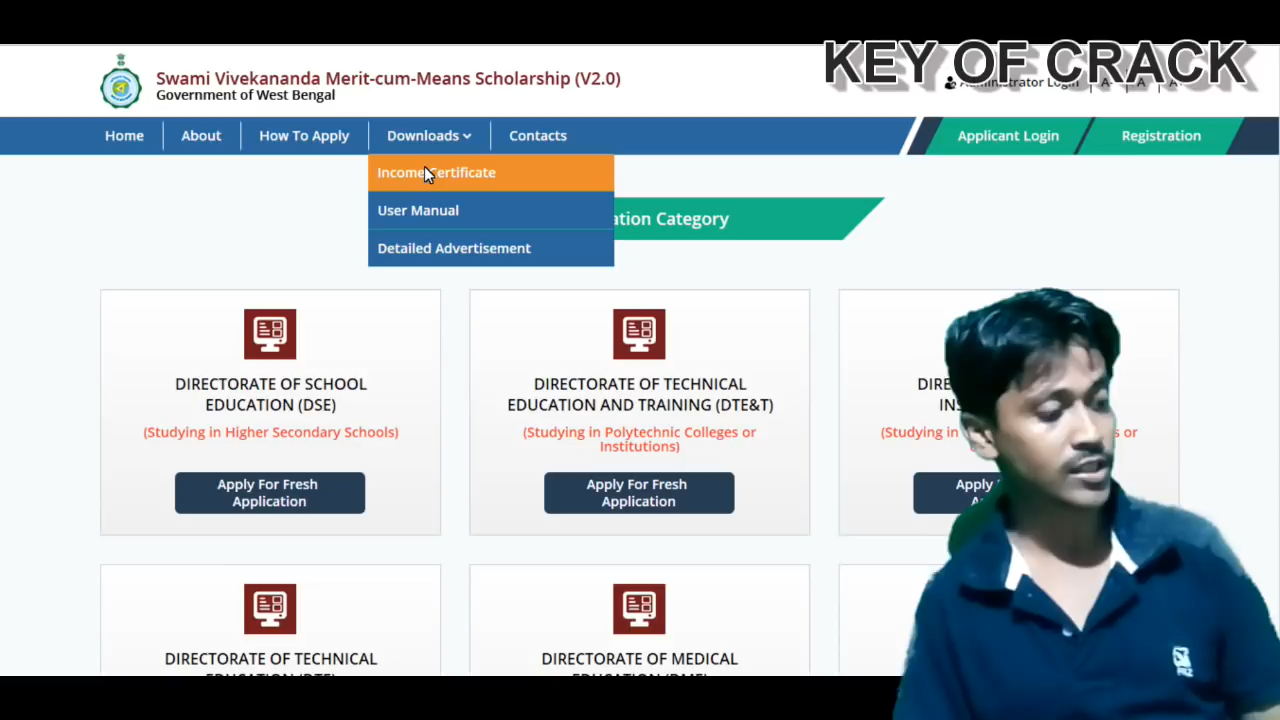 KEY OF CRACK
Swami Vivekananda Merit-cum-Means Scholarship (V2.0)
Government of West Bengal
Administrator Login
A
Home
About
How To Apply
Downloads
Contacts
Applicant Login
Registration
Income Certificate
User Manual
Detailed Advertisement
Category
DIRECTORATE OF SCHOOL
EDUCATION (DSE)
(Studying in Higher Secondary Schools)
Apply For Fresh
Application
DIRECTORATE OF TECHNICAL
EDUCATION AND TRAINING (DTE&T)
(Studying in Polytechnic Colleges or
Institutions)
Apply For Fresh
Application
(Studying in
or
Apply
DIRECTORATE OF TECHNICAL
DIRECTORATE OF MEDICAL